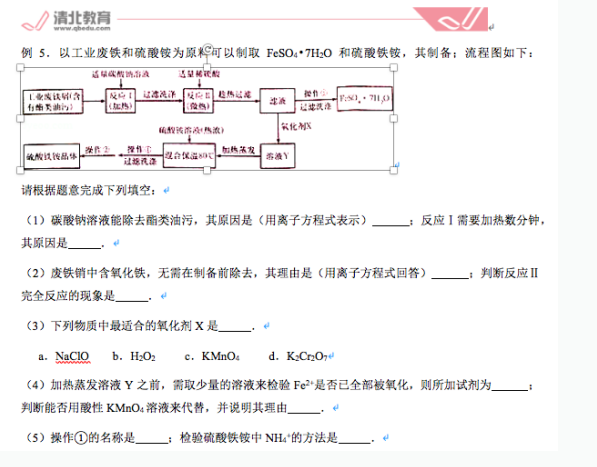 清北教育
www.qbedu.com
例 5．以工业废铁和硫酸铵为原料可以制取 FeSO₄•7H₂O 和硫酸铁铵，其制备；流程图如下：
适量碳酸钠溶液 适量稀硫酸
工业废铁屑(含有酯类油污) 反应Ⅰ(加热) 过滤洗涤 反应Ⅱ(微热) 趁热过滤 滤液 操作① 过滤洗涤 FeSO₄·7H₂O
硫酸铵溶液(热浓) 氧化剂X
硫酸铁铵晶体 操作② 操作① 过滤洗涤 混合保温80℃ 加热蒸发 溶液Y
请根据题意完成下列填空：
（1）碳酸钠溶液能除去酯类油污，其原因是（用离子方程式表示）______；反应Ⅰ需要加热数分钟，
其原因是______．
（2）废铁销中含氧化铁，无需在制备前除去，其理由是（用离子方程式回答）______；判断反应Ⅱ
完全反应的现象是______．
（3）下列物质中最适合的氧化剂 X 是______．
a．NaClO b．H₂O₂ c．KMnO₄ d．K₂Cr₂O₇
（4）加热蒸发溶液 Y 之前，需取少量的溶液来检验 Fe²⁺是否已全部被氧化，则所加试剂为______；
判断能否用酸性 KMnO₄ 溶液来代替，并说明其理由______．
（5）操作①的名称是______；检验硫酸铁铵中 NH₄⁺的方法是______．